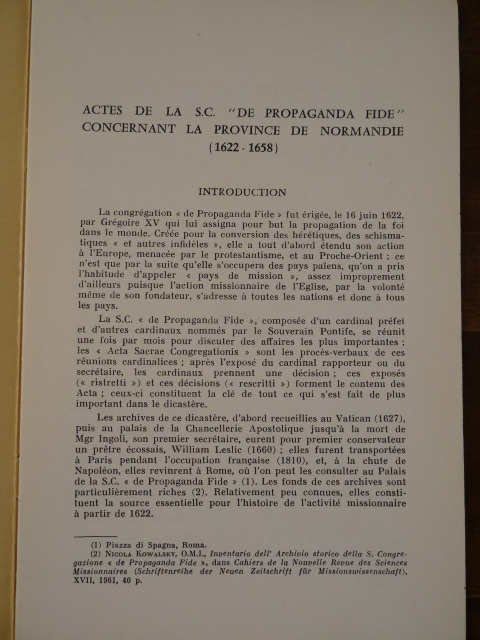 ACTES DE LA S.C. "DE PROPAGANDA FIDE"
CONCERNANT LA PROVINCE DE NORMANDIE
(1622 - 1658)
INTRODUCTION
La congrégation « de Propaganda Fide » fut érigée, le 16 juin 1622,
par Grégoire XV qui lui assigna pour but la propagation de la foi
dans le monde. Créée pour la conversion des hérétiques, des schisma-
tiques « et autres infidèles », elle a tout d'abord étendu son action
à l'Europe, menacée par le protestantisme, et au Proche-Orient ; ce
n'est que par la suite qu'elle s'occupera des pays païens, qu'on a pris
l'habitude d'appeler « pays de mission », assez improprement
d'ailleurs puisque l'action missionnaire de l'Eglise, par la volonté
même de son fondateur, s'adresse à toutes les nations et donc à tous
les pays.
La S.C. « de Propaganda Fide », composée d'un cardinal préfet
et d'autres cardinaux nommés par le Souverain Pontife, se réunit
une fois par mois pour discuter des affaires les plus importantes ;
les « Acta Sacrae Congregationis » sont les procès-verbaux de ces
réunions cardinalices ; après l'exposé du cardinal rapporteur ou du
secrétaire, les cardinaux prennent une décision ; ces exposés
(« ristretti ») et ces décisions (« rescritti ») forment le contenu des
Acta ; ceux-ci constituent la clé de tout ce qui s'est fait de plus
important dans le dicastère.
Les archives de ce dicastère, d'abord recueillies au Vatican (1627),
puis au palais de la Chancellerie Apostolique jusqu'à la mort de
Mgr Ingoli, son premier secrétaire, eurent pour premier conservateur
un prêtre écossais, William Leslic (1660) ; elles furent transportées
à Paris pendant l'occupation française (1810), et, à la chute de
Napoléon, elles revinrent à Rome, où l'on peut les consulter au Palais
de la S.C. « de Propaganda Fide » (1). Les fonds de ces archives sont
particulièrement riches (2). Relativement peu connues, elles consti-
tuent la source essentielle pour l'histoire de l'activité missionnaire
à partir de 1622.
(1) Piazza di Spagna, Roma.
(2) NICOLA KOWALSKY, O.M.I., Inventario dell' Archivio storico della S. Congre-
gazione « de Propaganda Fide », dans Cahiers de la Nouvelle Revue des Sciences
Missionnaires (Schriftenreihe der Neuen Zeitschrift für Missionswissenschaft),
XVII, 1961, 40 p.